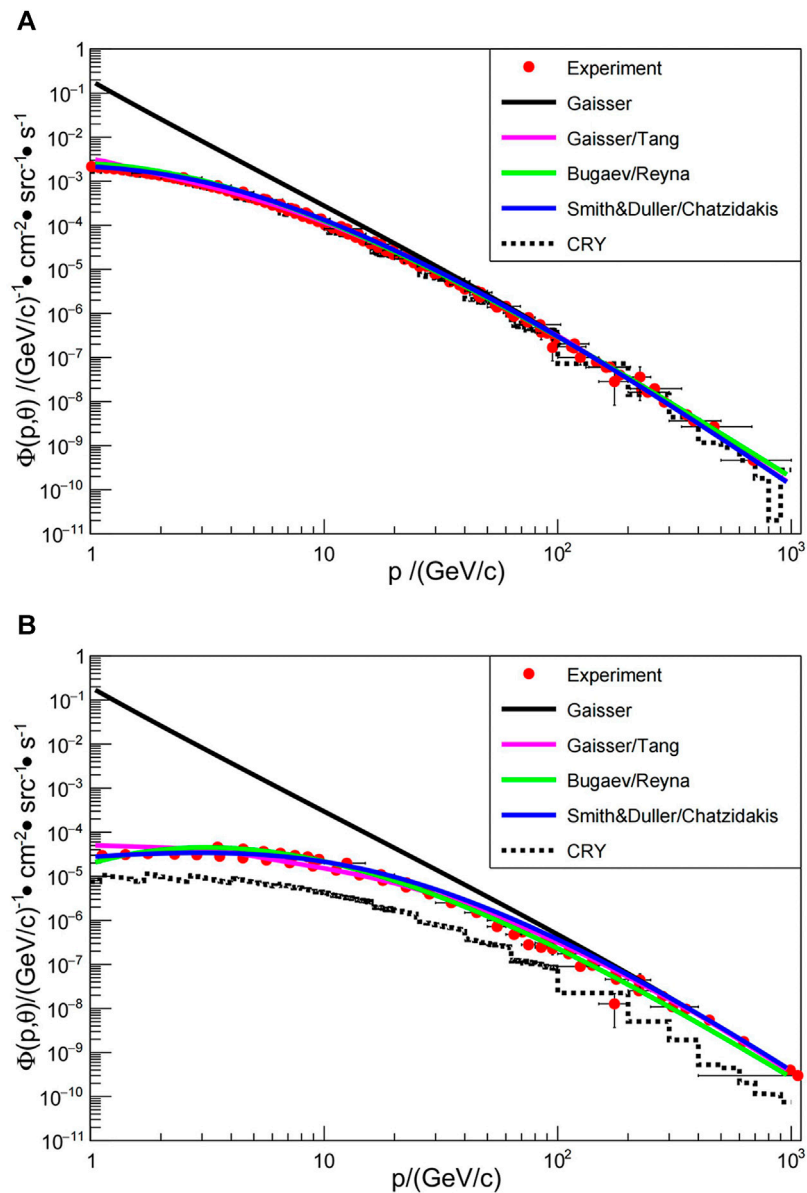 A
1
10⁻¹
10⁻²
10⁻³
10⁻⁴
10⁻⁵
10⁻⁶
10⁻⁷
10⁻⁸
10⁻⁹
10⁻¹⁰
10⁻¹¹
Φ(p,θ) /(GeV/c)⁻¹• cm⁻²• src⁻¹• s⁻¹
Experiment
Gaisser
Gaisser/Tang
Bugaev/Reyna
Smith&Duller/Chatzidakis
CRY
1 10 10² 10³
p /(GeV/c)
B
1
10⁻¹
10⁻²
10⁻³
10⁻⁴
10⁻⁵
10⁻⁶
10⁻⁷
10⁻⁸
10⁻⁹
10⁻¹⁰
10⁻¹¹
Φ(p,θ)/(GeV/c)⁻¹• cm⁻²• src⁻¹• s⁻¹
Experiment
Gaisser
Gaisser/Tang
Bugaev/Reyna
Smith&Duller/Chatzidakis
CRY
1 10 10² 10³
p/(GeV/c)